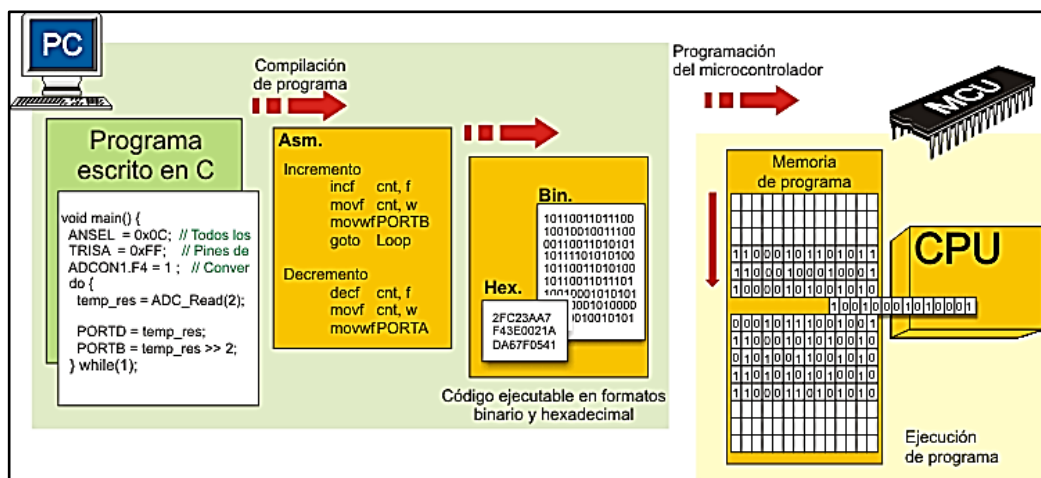 PC
Compilación
de programa
Programación
del microcontrolador
MCU
Programa
escrito en C
void main() {
ANSEL = 0x0C; // Todos los
TRISA = 0xFF; // Pines de
ADCON1.F4 = 1 ; // Conver
do {
temp_res = ADC_Read(2);
PORTD = temp_res;
PORTB = temp_res >> 2;
} while(1);
Asm.
Incremento
incf cnt, f
movf cnt, w
movwfPORTB
goto Loop
Decremento
decf cnt, f
movf cnt, w
movwfPORTA
Bin.
10110011011100
10010010011100
00110011010101
10111101010100
10110011010100
10110011011101
Hex.
2FC23AA7
F43E0021A
DA67F0541
Código ejecutable en formatos
binario y hexadecimal
Memoria
de programa
CPU
Ejecución
de programa